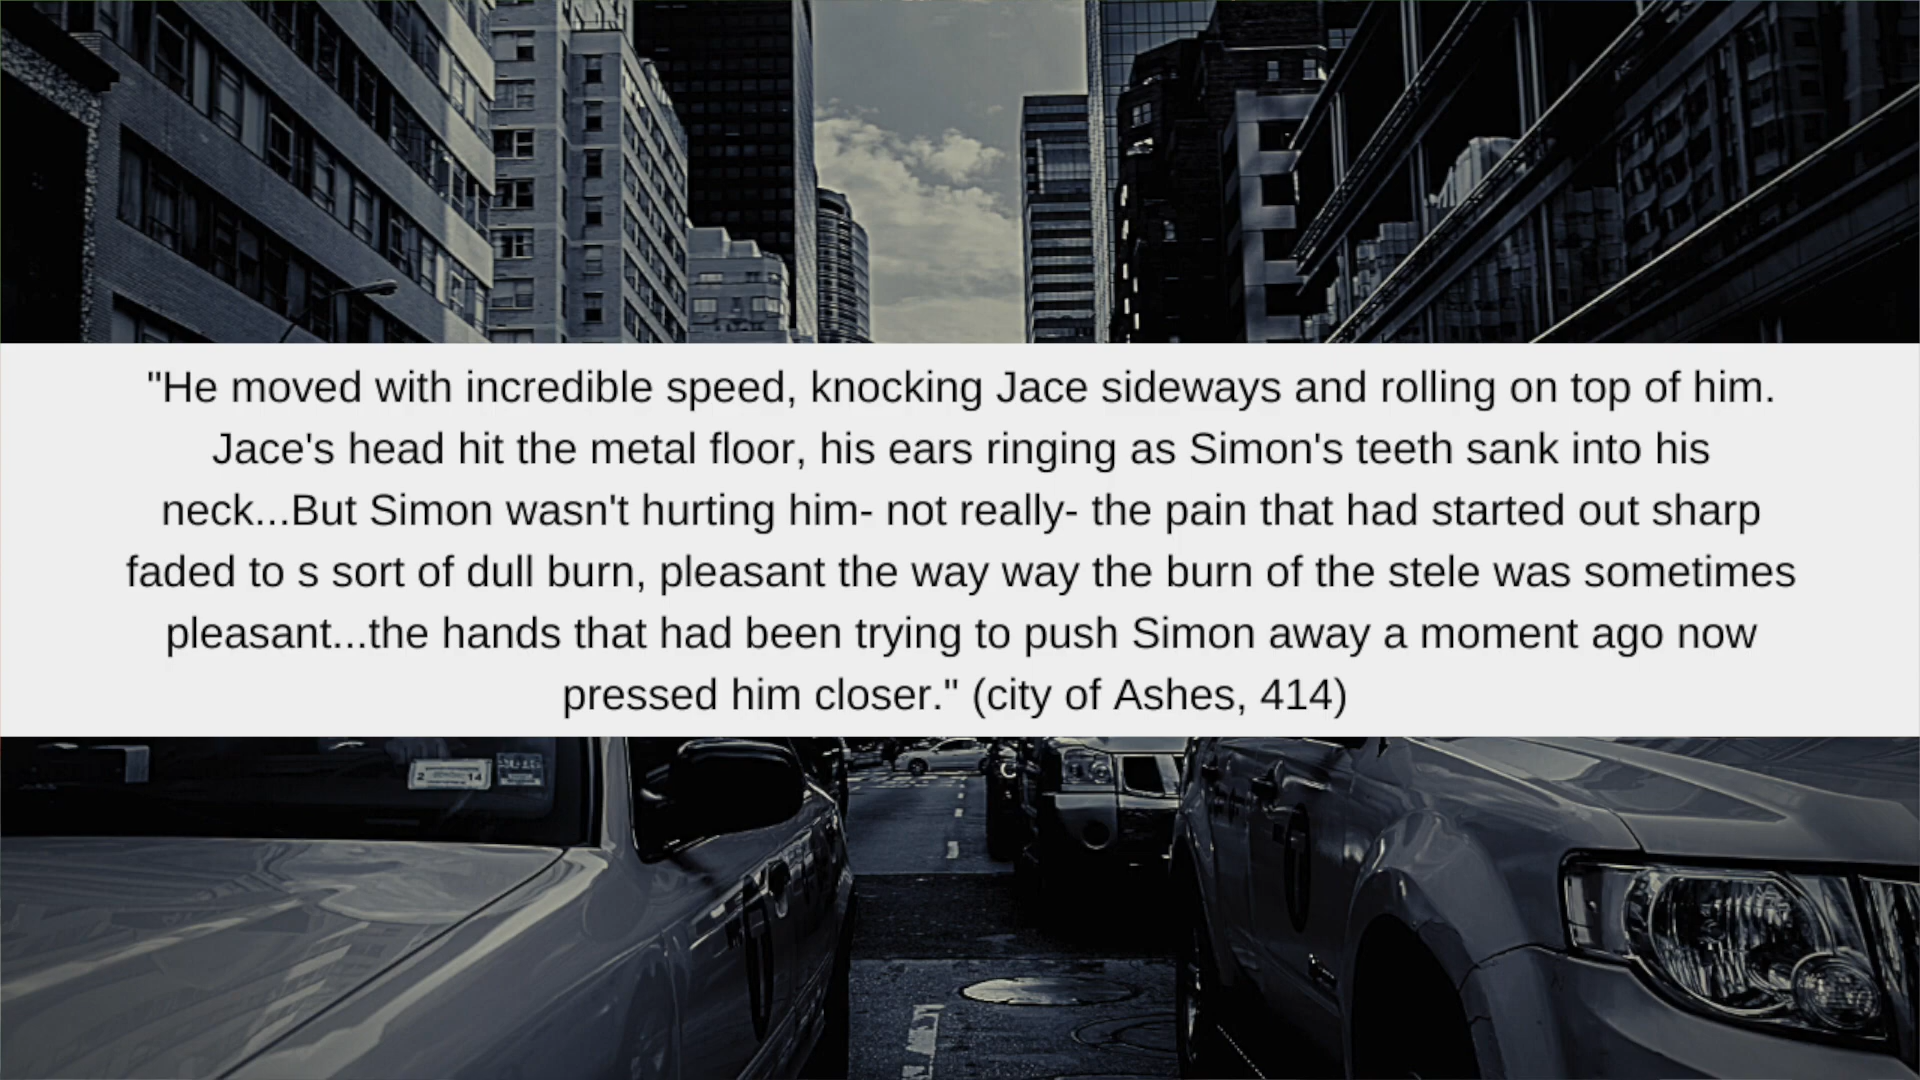 "He moved with incredible speed, knocking Jace sideways and rolling on top of him.
Jace's head hit the metal floor, his ears ringing as Simon's teeth sank into his
neck...But Simon wasn't hurting him- not really- the pain that had started out sharp
faded to s sort of dull burn, pleasant the way way the burn of the stele was sometimes
pleasant...the hands that had been trying to push Simon away a moment ago now
pressed him closer." (city of Ashes, 414)
2 14